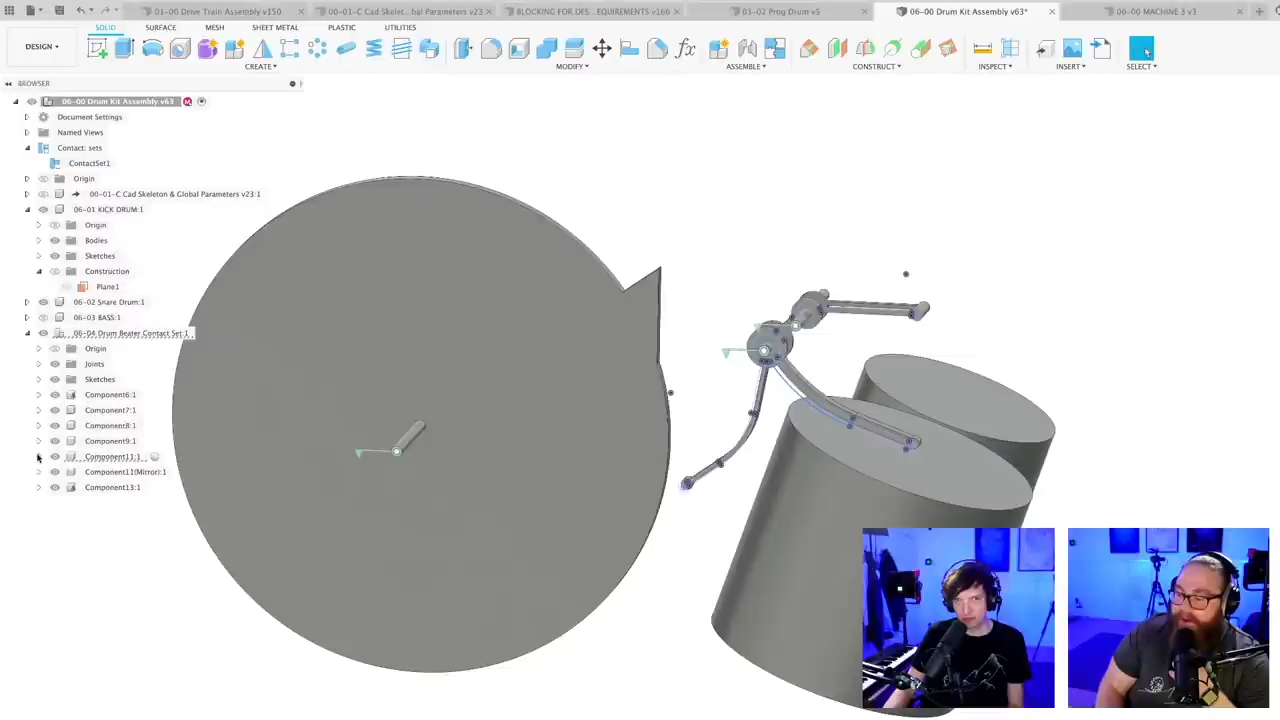 01-00 Drive Train Assembly v150
00-01-C Cad Skelet...bal Parameters v23
BLOCKING FOR DES...EQUIREMENTS v166
03-02 Prog Drum v5
06-00 Drum Kit Assembly v63*
00-00 MACHINE 3 v3
SOLID
SURFACE
MESH
SHEET METAL
PLASTIC
UTILITIES
DESIGN
CREATE
MODIFY
ASSEMBLE
CONSTRUCT
INSPECT
INSERT
SELECT
BROWSER
06-00 Drum Kit Assembly v63
Document Settings
Named Views
Contact: sets
ContactSet1
Origin
00-01-C Cad Skeleton & Global Parameters v23:1
06-01 KICK DRUM:1
Origin
Bodies
Sketches
Construction
Plane1
06-02 Snare Drum:1
06-03 BASS:1
06-04 Drum Beater Contact Set:1
Origin
Joints
Sketches
Component6:1
Component7:1
Component8:1
Component9:1
Component11:1
Component11(Mirror):1
Component13:1